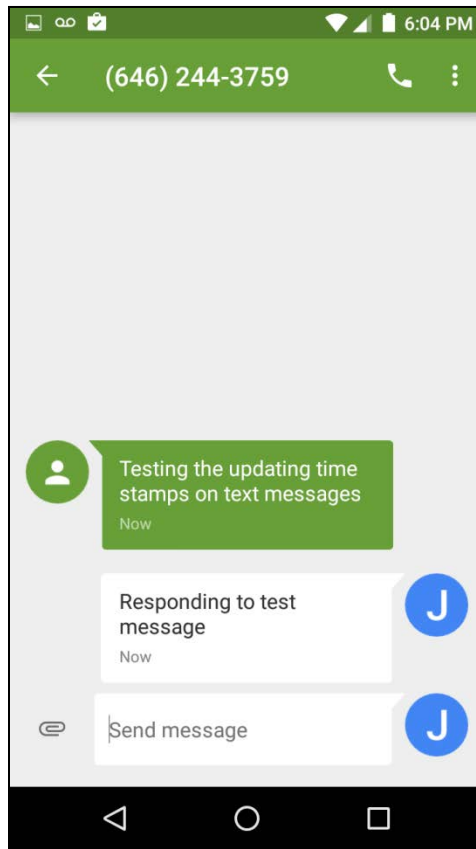 6:04 PM
(646) 244-3759
Testing the updating time
stamps on text messages
Now
Responding to test
message
Now
J
Send message
J